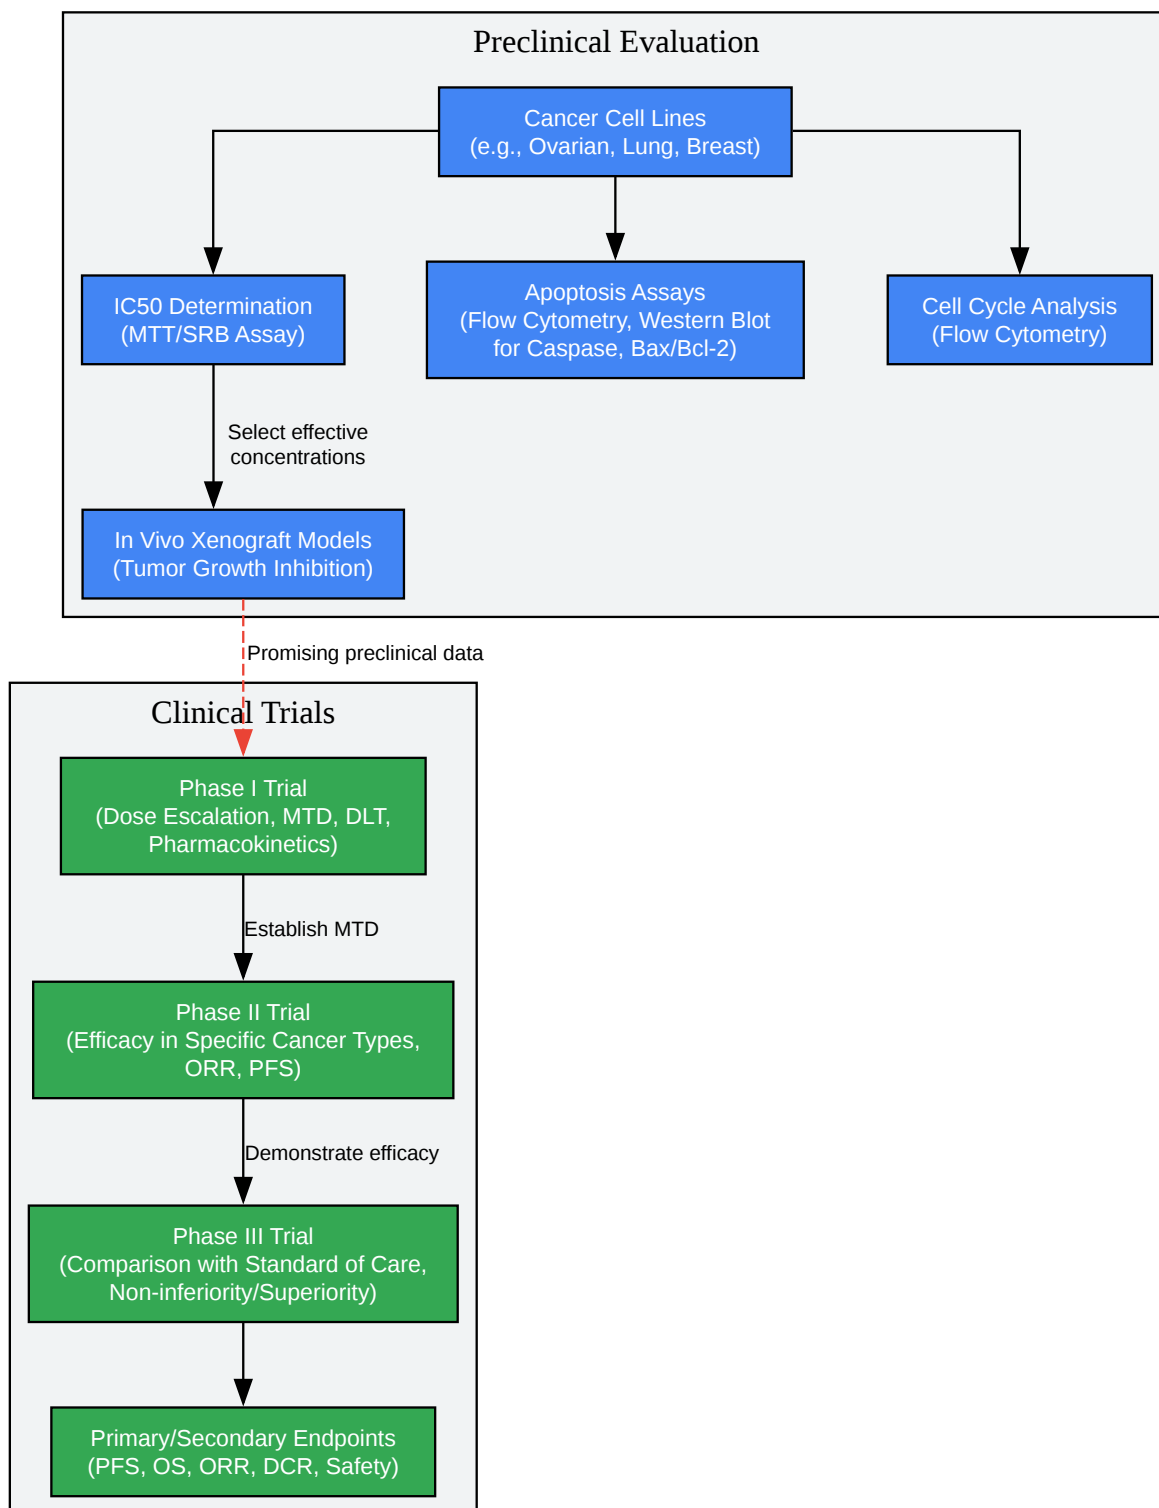 Preclinical Evaluation
Cancer Cell Lines
(e.g., Ovarian, Lung, Breast)
IC50 Determination
(MTT/SRB Assay)
Apoptosis Assays
(Flow Cytometry, Western Blot
for Caspase, Bax/Bcl-2)
Cell Cycle Analysis
(Flow Cytometry)
Select effective
concentrations
In Vivo Xenograft Models
(Tumor Growth Inhibition)
Promising preclinical data
Clinical Trials
Phase I Trial
(Dose Escalation, MTD, DLT,
Pharmacokinetics)
Establish MTD
Phase II Trial
(Efficacy in Specific Cancer Types,
ORR, PFS)
Demonstrate efficacy
Phase III Trial
(Comparison with Standard of Care,
Non-inferiority/Superiority)
Primary/Secondary Endpoints
(PFS, OS, ORR, DCR, Safety)